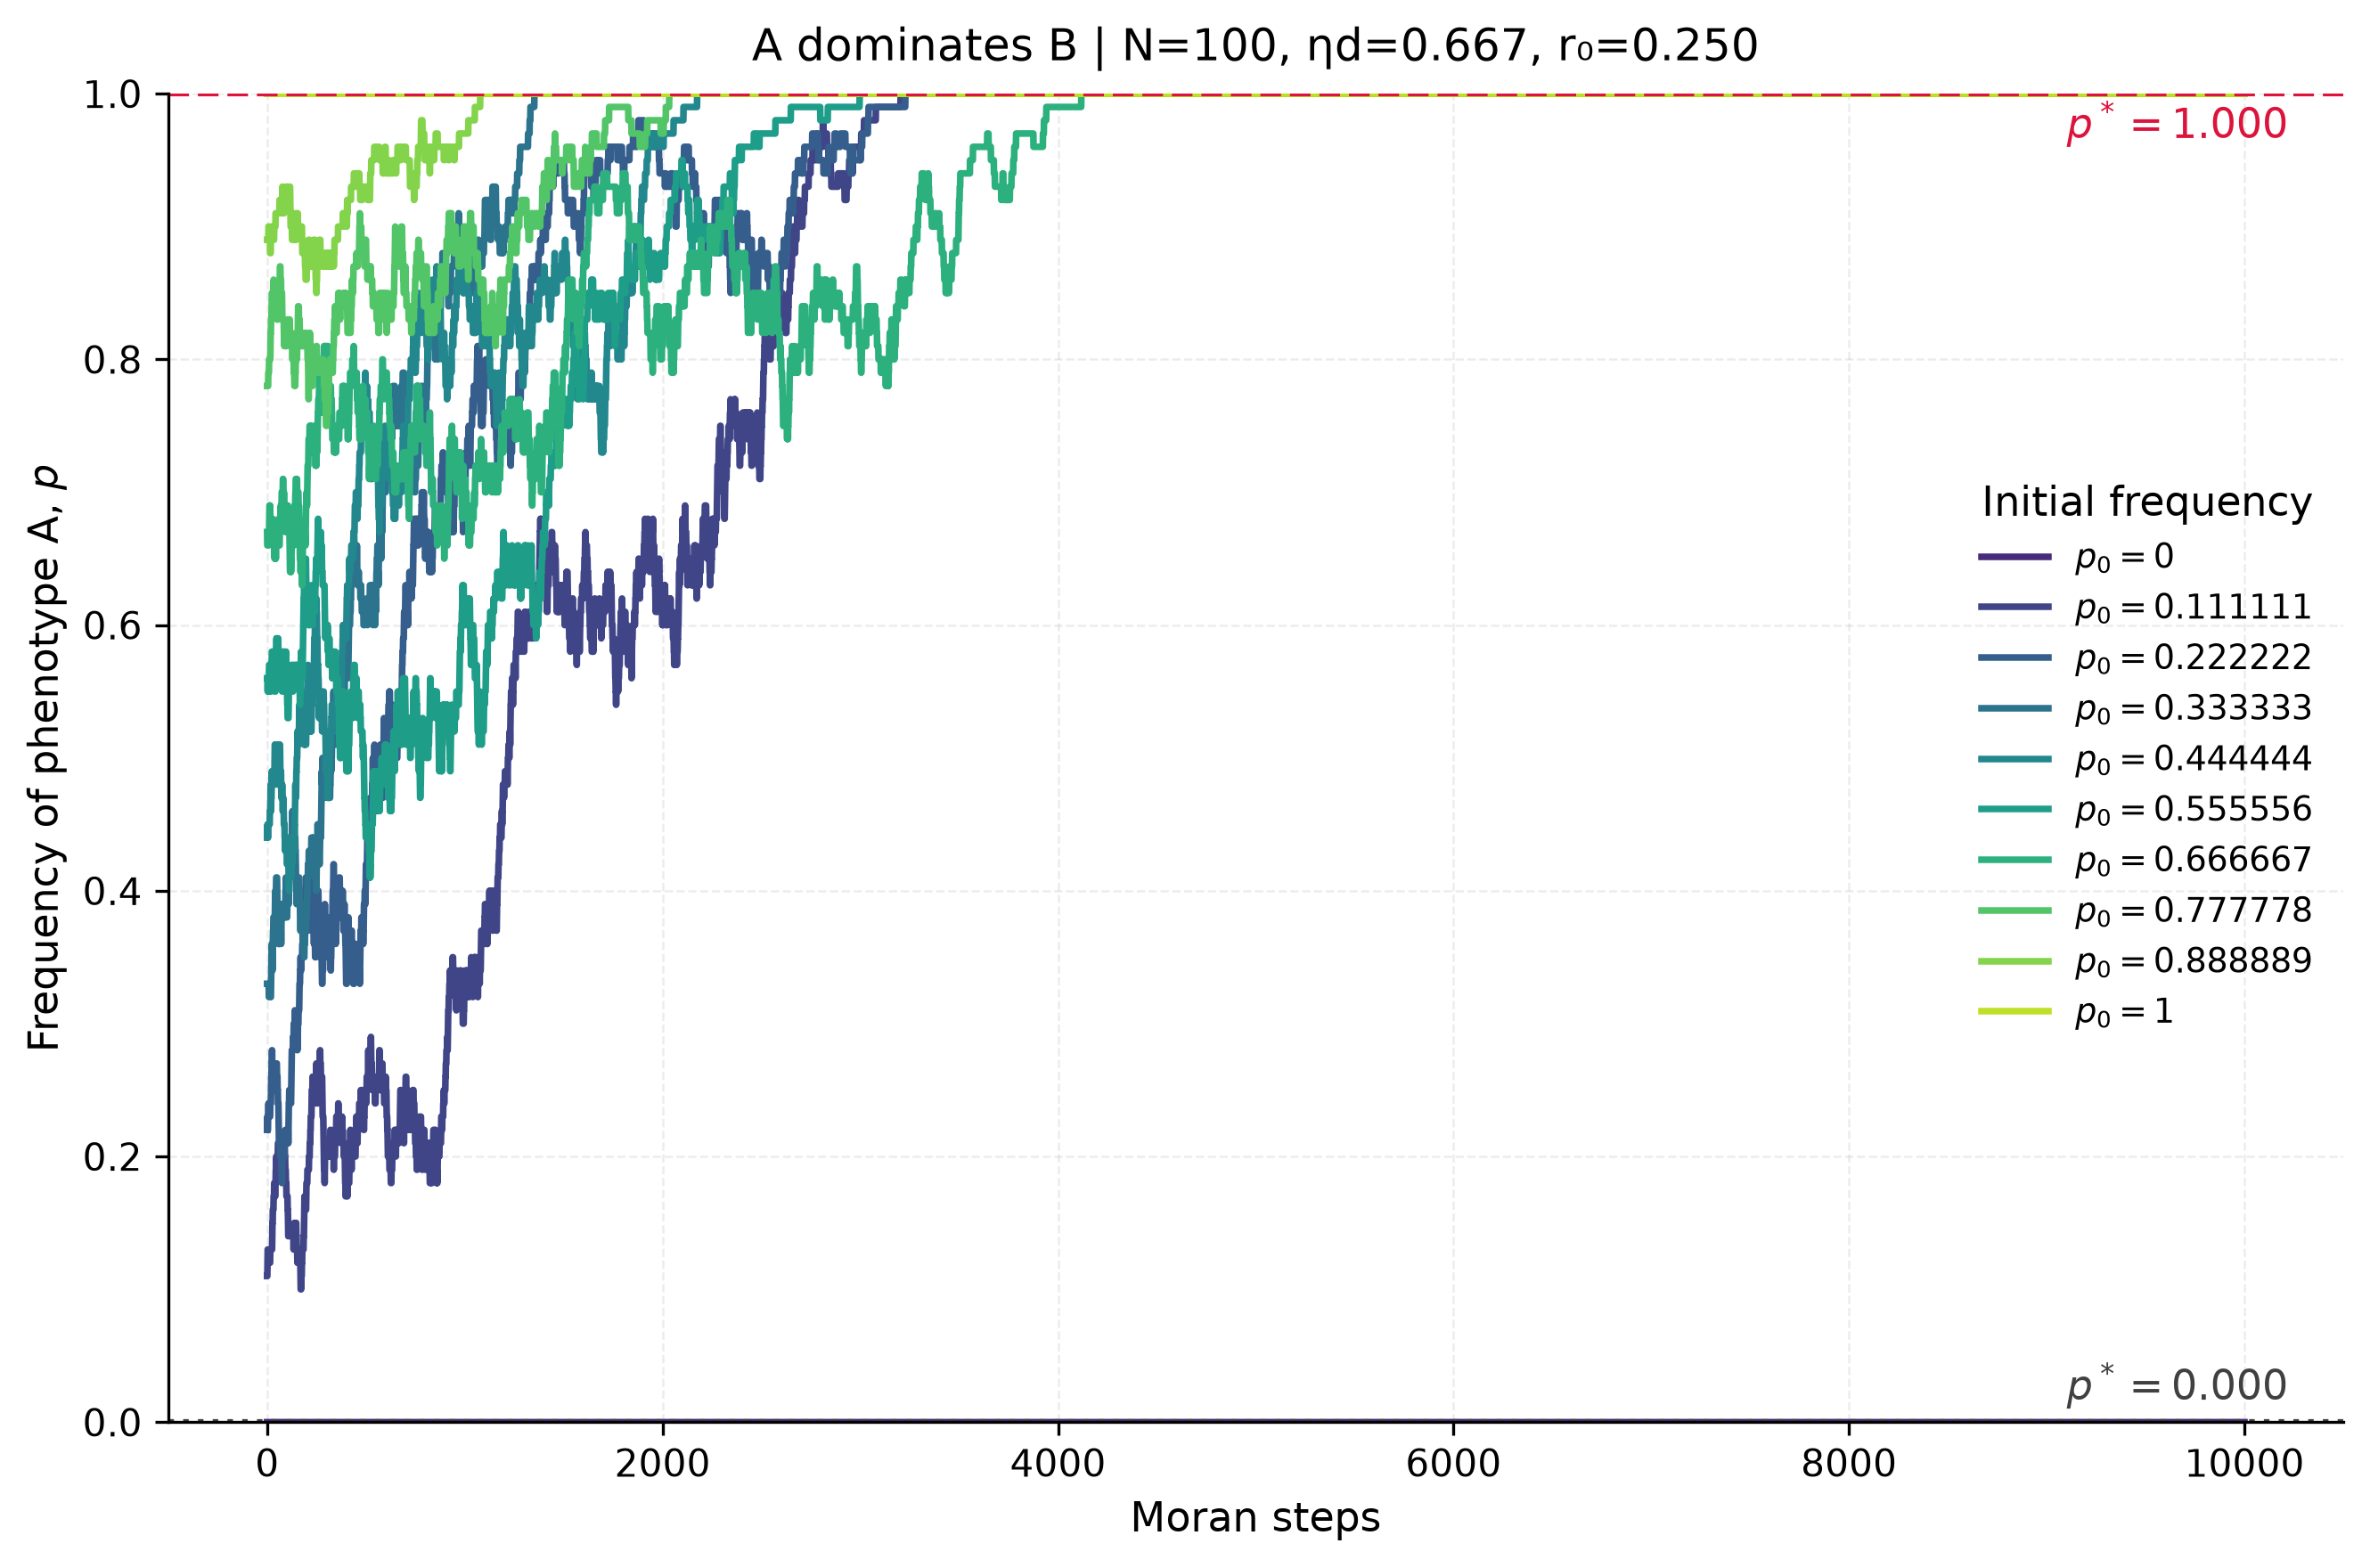 A dominates B | N=100, ηd=0.667, r₀=0.250
Frequency of phenotype A, p
1.0
0.8
0.6
0.4
0.2
0.0
p* = 1.000
Initial frequency
p₀ = 0
p₀ = 0.111111
p₀ = 0.222222
p₀ = 0.333333
p₀ = 0.444444
p₀ = 0.555556
p₀ = 0.666667
p₀ = 0.777778
p₀ = 0.888889
p₀ = 1
p* = 0.000
0 2000 4000 6000 8000 10000
Moran steps